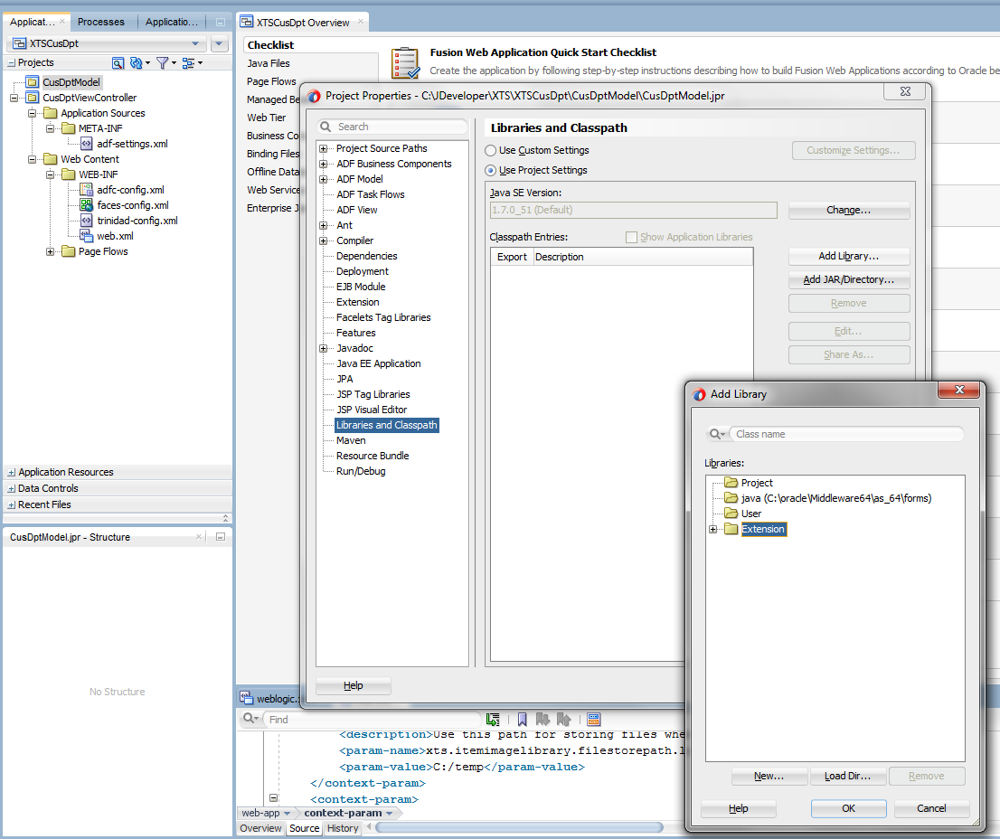 Applicat...
Processes
Applicatio...
XTSCusDpt
Projects
CusDptModel
CusDptViewController
Application Sources
META-INF
adf-settings.xml
Web Content
WEB-INF
adfc-config.xml
faces-config.xml
trinidad-config.xml
web.xml
Page Flows
Application Resources
Data Controls
Recent Files
CusDptModel.jpr - Structure
No Structure
XTSCusDpt Overview
Checklist
Java Files
Page Flows
Managed Be
Web Tier
Business Co
Binding Files
Offline Data
Web Service
Enterprise J
Fusion Web Application Quick Start Checklist
Create the application by following step-by-step instructions describing how to build Fusion Web Applications according to Oracle be
Project Properties - C:\JDeveloper\XTS\XTSCusDpt\CusDptModel\CusDptModel.jpr
Search
Project Source Paths
ADF Business Components
ADF Model
ADF Task Flows
ADF View
Ant
Compiler
Dependencies
Deployment
EJB Module
Extension
Facelets Tag Libraries
Features
Javadoc
Java EE Application
JPA
JSP Tag Libraries
JSP Visual Editor
Libraries and Classpath
Maven
Resource Bundle
Run/Debug
Help
Libraries and Classpath
Use Custom Settings
Customize Settings...
Use Project Settings
Java SE Version:
1.7.0_51 (Default)
Change...
Classpath Entries:
Show Application Libraries
Export Description
Add Library...
Add JAR/Directory...
Remove
Edit...
Share As...
Add Library
Class name
Libraries:
Project
java (C:\oracle\Middleware64\as_64\forms)
User
Extension
New...
Load Dir...
Remove
Help
OK
Cancel
weblogic.
Find
<description>Use this path for storing files whe
<param-name>xts.itemimagelibrary.filestorepath.
<param-value>C:/temp</param-value>
</context-param>
<context-param>
web-app
context-param
Overview
Source
History